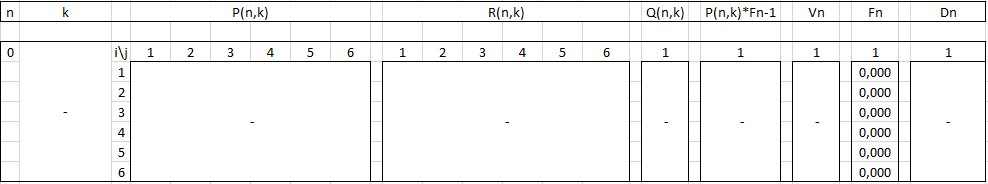 n k P(n,k) R(n,k) Q(n,k) P(n,k)*Fn-1 Vn Fn Dn
0 i\j 1 2 3 4 5 6 1 2 3 4 5 6 1 1 1 1 1
1 0,000
2 0,000
- 3 - - - - - 0,000 -
4 0,000
5 0,000
6 0,000